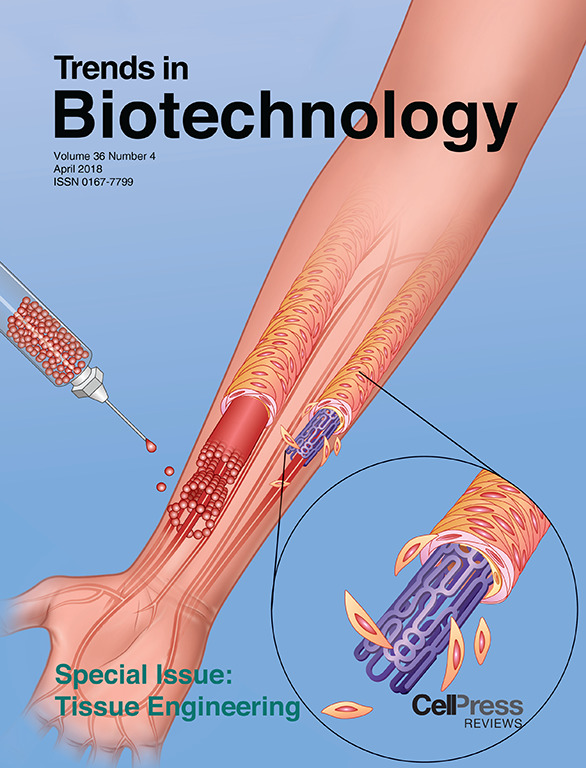 Trends in
Biotechnology
Volume 36 Number 4
April 2018
ISSN 0167-7799
Special Issue:
Tissue Engineering
CellPress
REVIEWS